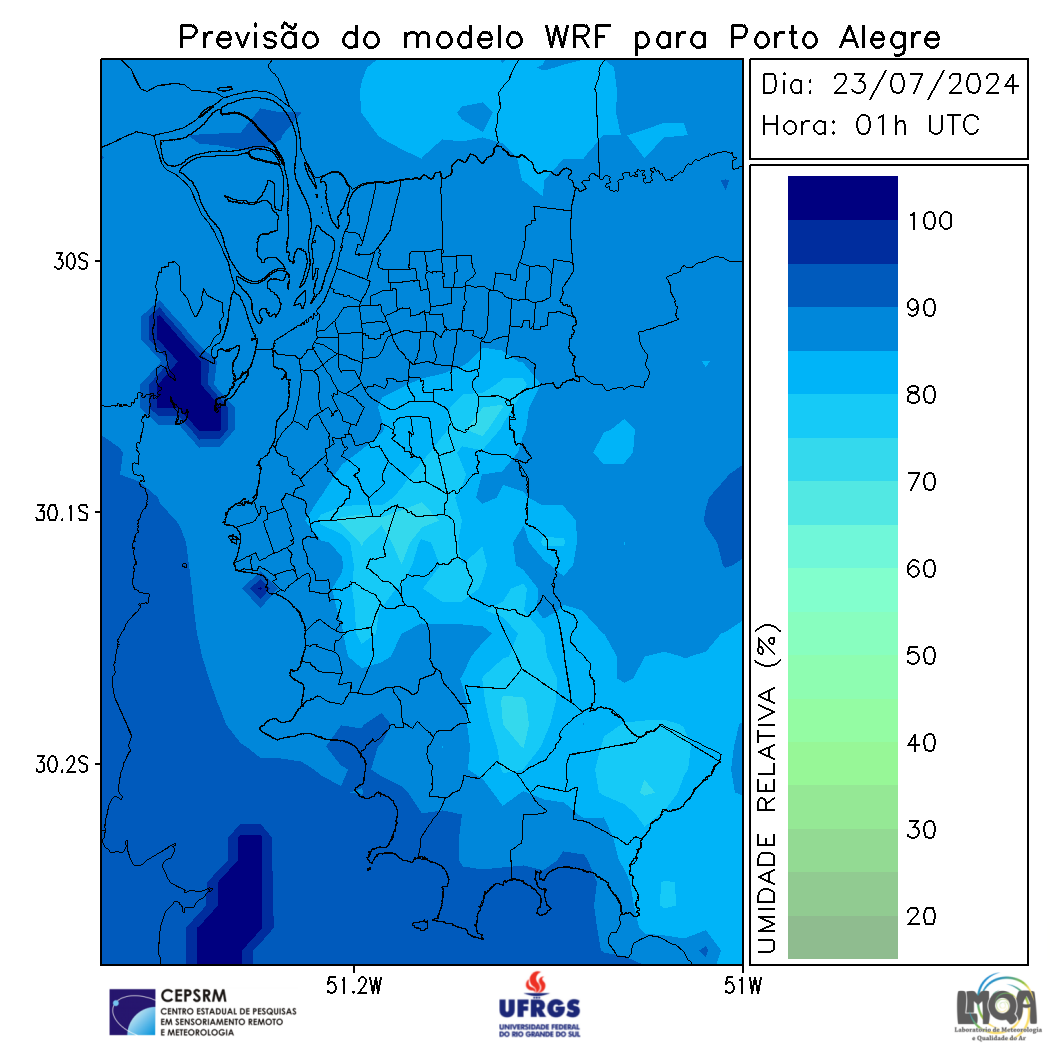 Previsão do modelo WRF para Porto Alegre
Dia: 23/07/2024
Hora: 01h UTC
100
90
80
70
60
50
40
30
20
UMIDADE RELATIVA (%)
30S
30.1S
30.2S
51.2W
51W
CEPSRM
CENTRO ESTADUAL DE PESQUISAS
EM SENSORIAMENTO REMOTO
E METEOROLOGIA
UFRGS
UNIVERSIDADE FEDERAL
DO RIO GRANDE DO SUL
LMQA
Laboratório de Meteorologia
e Qualidade do Ar